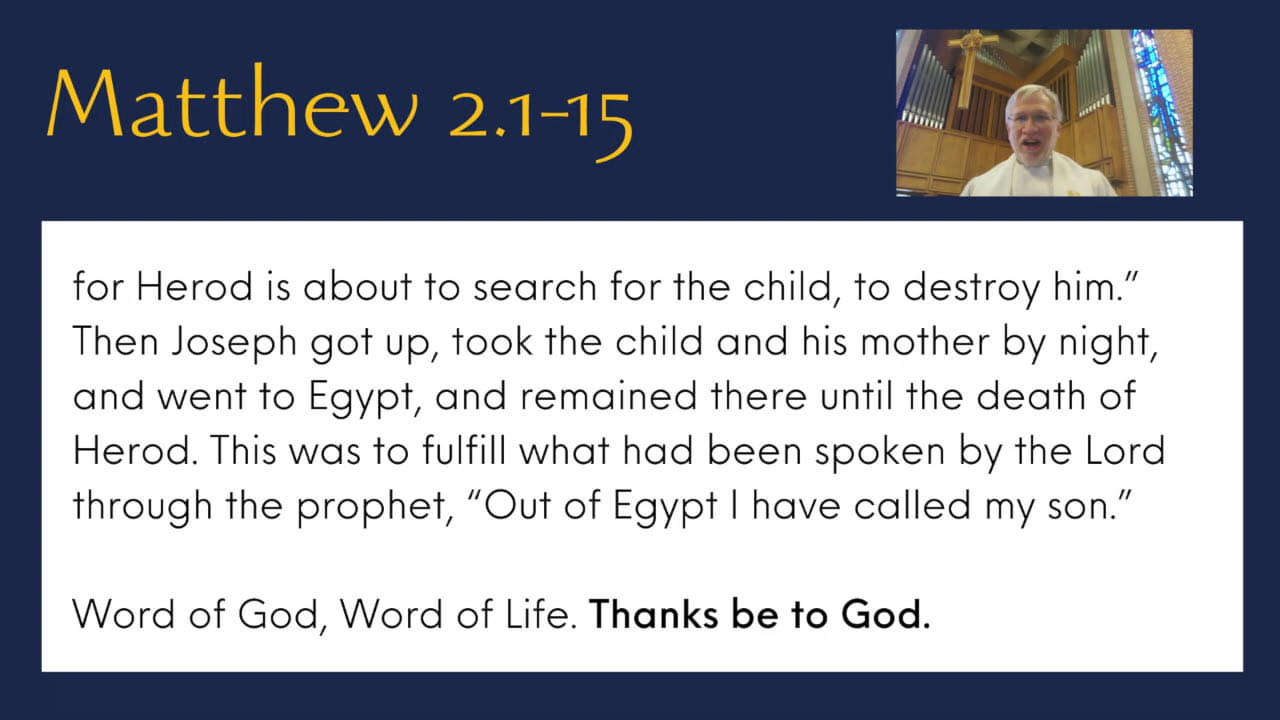 Matthew 2.1-15
for Herod is about to search for the child, to destroy him.”
Then Joseph got up, took the child and his mother by night,
and went to Egypt, and remained there until the death of
Herod. This was to fulfill what had been spoken by the Lord
through the prophet, “Out of Egypt I have called my son.”
Word of God, Word of Life. Thanks be to God.